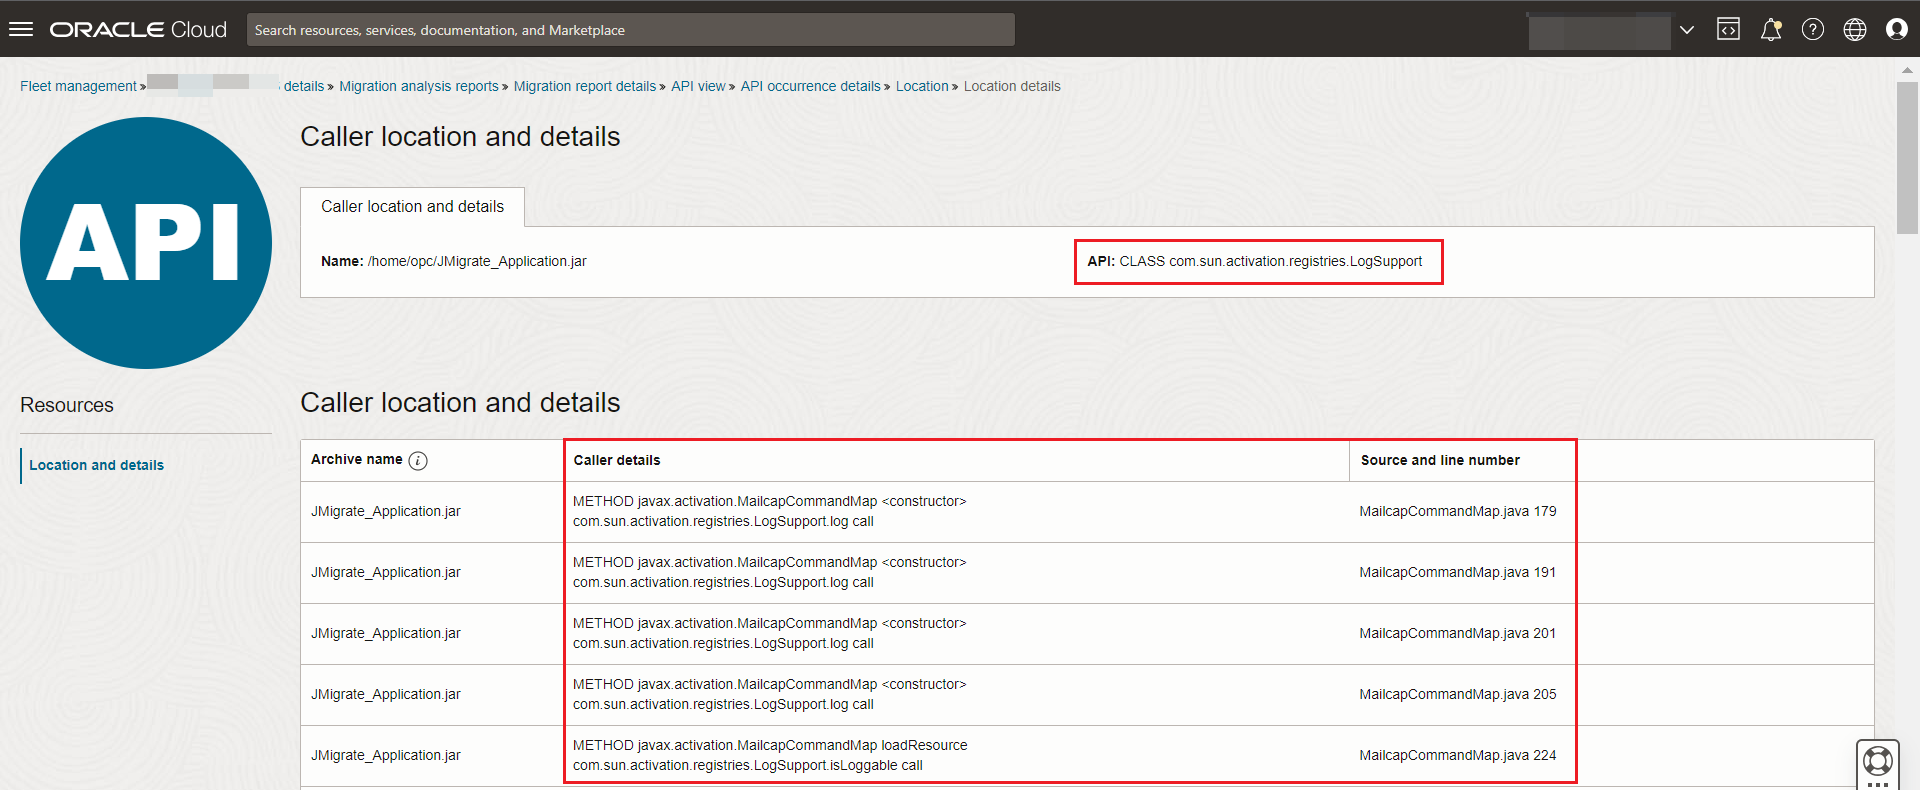 ORACLE Cloud
Search resources, services, documentation, and Marketplace
Fleet management » details » Migration analysis reports » Migration report details » API view » API occurrence details » Location » Location details
API
Caller location and details
Caller location and details
Name: /home/opc/JMigrate_Application.jar
API: CLASS com.sun.activation.registries.LogSupport
Resources
Location and details
Caller location and details
Archive name i
Caller details
Source and line number
JMigrate_Application.jar
METHOD javax.activation.MailcapCommandMap <constructor>
com.sun.activation.registries.LogSupport.log call
MailcapCommandMap.java 179
JMigrate_Application.jar
METHOD javax.activation.MailcapCommandMap <constructor>
com.sun.activation.registries.LogSupport.log call
MailcapCommandMap.java 191
JMigrate_Application.jar
METHOD javax.activation.MailcapCommandMap <constructor>
com.sun.activation.registries.LogSupport.log call
MailcapCommandMap.java 201
JMigrate_Application.jar
METHOD javax.activation.MailcapCommandMap <constructor>
com.sun.activation.registries.LogSupport.log call
MailcapCommandMap.java 205
JMigrate_Application.jar
METHOD javax.activation.MailcapCommandMap loadResource
com.sun.activation.registries.LogSupport.isLoggable call
MailcapCommandMap.java 224